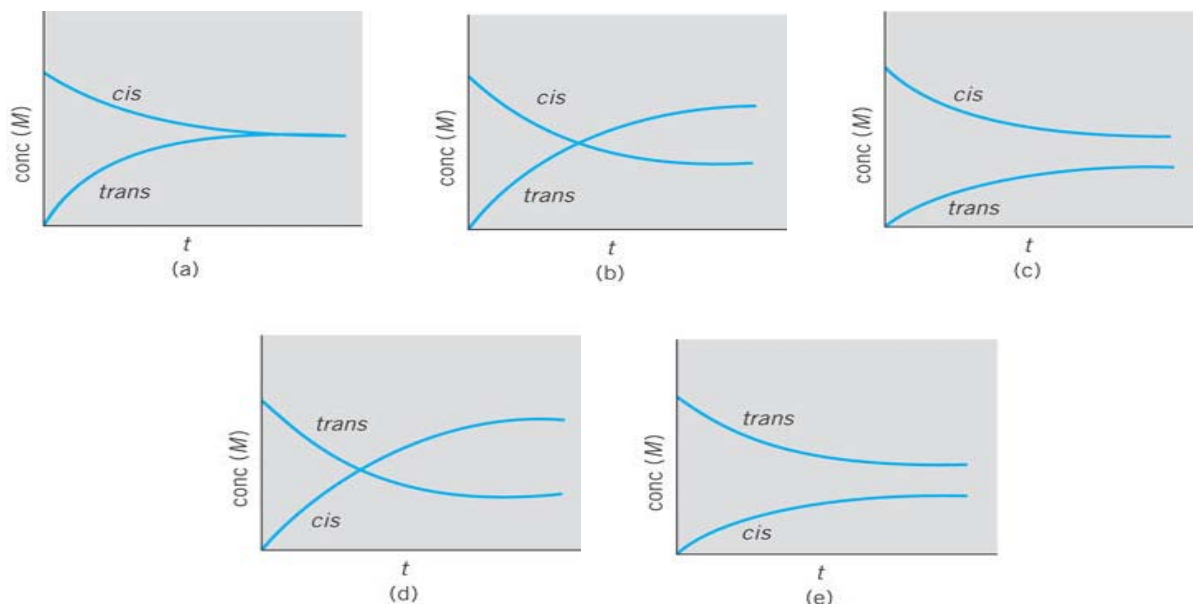 conc (M)
cis
trans
t
(a)
conc (M)
cis
trans
t
(b)
conc (M)
cis
trans
t
(c)
conc (M)
trans
cis
t
(d)
conc (M)
trans
cis
t
(e)